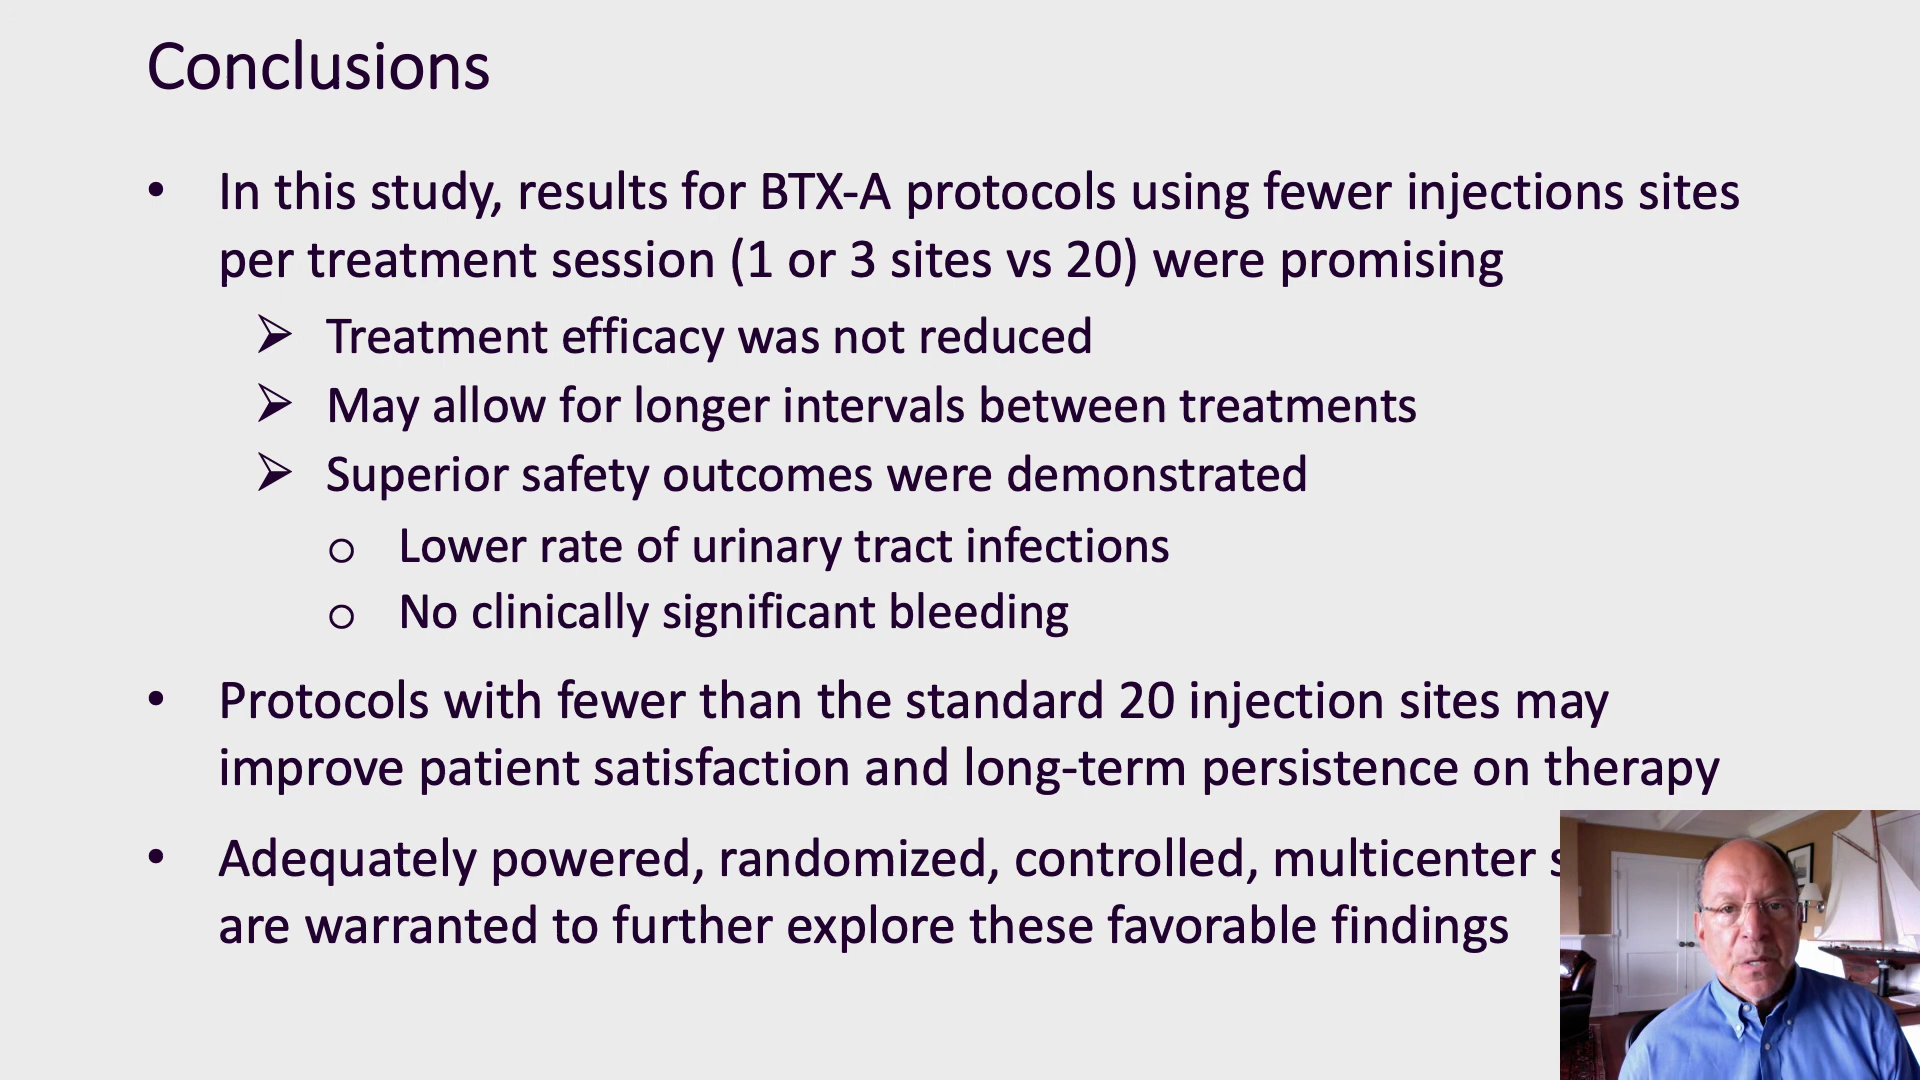 Conclusions
• In this study, results for BTX-A protocols using fewer injections sites
per treatment session (1 or 3 sites vs 20) were promising
➢ Treatment efficacy was not reduced
➢ May allow for longer intervals between treatments
➢ Superior safety outcomes were demonstrated
o Lower rate of urinary tract infections
o No clinically significant bleeding
• Protocols with fewer than the standard 20 injection sites may
improve patient satisfaction and long-term persistence on therapy
• Adequately powered, randomized, controlled, multicenter
are warranted to further explore these favorable findings